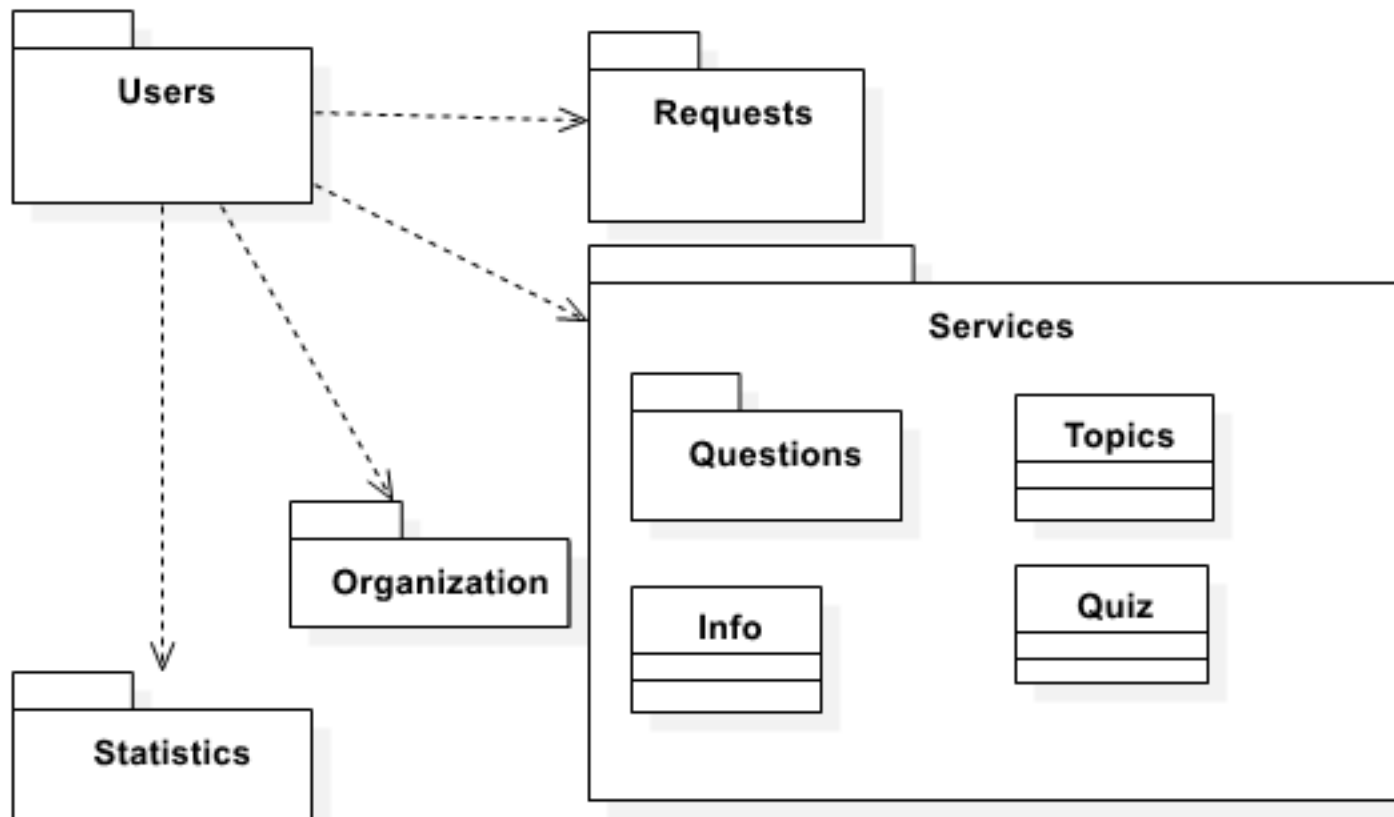 Users
Requests
Services
Questions
Topics
Organization
Info
Quiz
Statistics